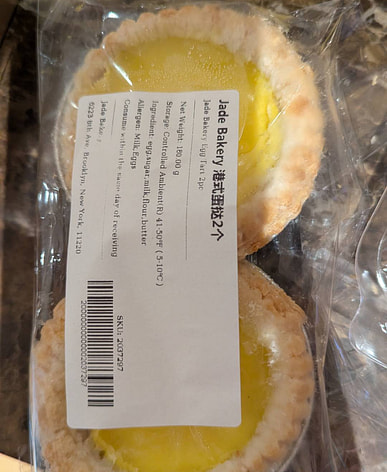 Jade Bakery 港式蛋挞2个
Jade Bakery Egg Tart 2pc
Net Weight: 180.00 g
Storage: Controlled Ambient(R) 41-50°F ( 5-10℃ )
Ingredient: egg,sugar,milk,flour,butter
Allergen: Milk,Eggs
Consume within the same day of receiving
Jade Bakery
8th Ave, Brooklyn, New York, 11220
SKU: 2037297